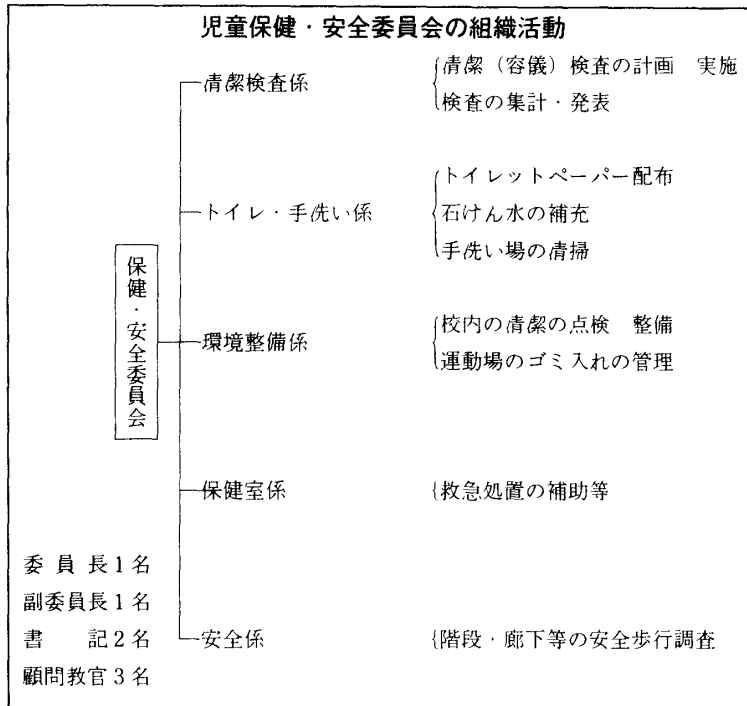 児童保健・安全委員会の組織活動
清潔検査係
清潔（容儀）検査の計画　実施
検査の集計・発表
トイレ・手洗い係
トイレットペーパー配布
石けん水の補充
手洗い場の清掃
保健・安全委員会
環境整備係
校内の清潔の点検　整備
運動場のゴミ入れの管理
保健室係
救急処置の補助等
委員長1名
副委員長1名
書　記2名
顧問教官3名
安全係
階段・廊下等の安全歩行調査